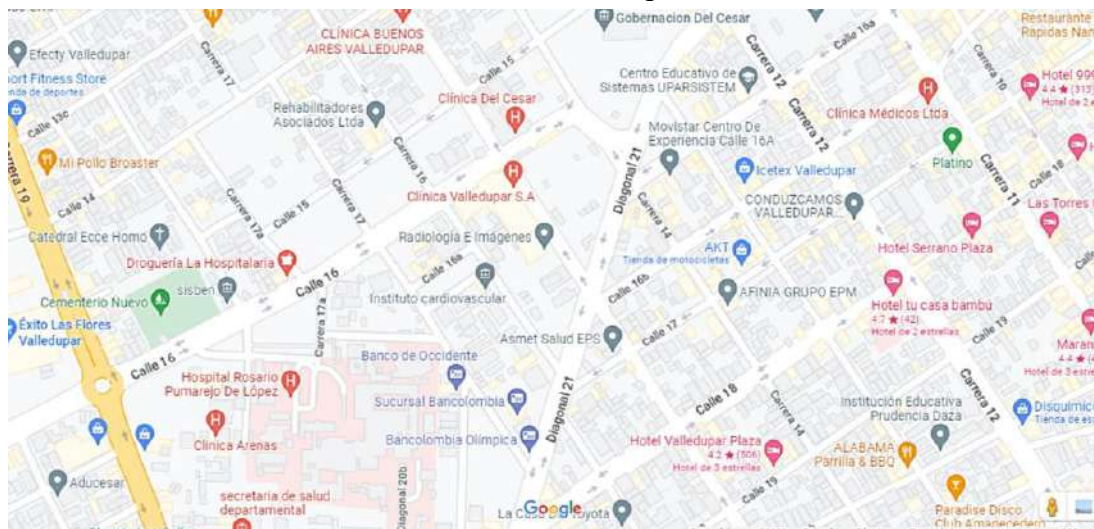 Gobernacion Del Cesar
CLÍNICA BUENOS
AIRES VALLEDUPAR
Carrera 12
Calle 16a
Restaurante
Rapidas
Efecty Valledupar
Carrera 17
Calle 15
Centro Educativo de
Sistemas UPARSISTEM
Carrera 10
Hotel 999
4.4 ★ (313)
Hotel de 2
ort Fitness Store
enda de deportes
Clínica Del Cesar
Rehabilitadores
Asociados Ltda
Carrera 12
Clínica Médicos Ltda
Calle 13c
Movistar Centro De
Experiencia Calle 16A
Platino
Mi Pollo Broaster
Carrera 16
Icetex Valledupar
Calle 18
Carrera 19
Clínica Valledupar S.A
Diagonal 21
CONDUZCAMOS
VALLEDUPAR...
Carrera 11
Las Torres
Calle 14
Calle 15
Carrera 17
Carrera 14
Catedral Ecce Homo
Carrera 17a
Radiología E Imágenes
AKT
Tienda de motocicletas
Hotel Serrano Plaza
Droguería La Hospitalaria
Calle 16
Calle 16a
Calle 16b
sisben
Cementerio Nuevo
Instituto cardiovascular
AFINIA GRUPO EPM
Hotel tu casa bambú
4.7 ★ (42)
Hotel de 2 estrellas
Calle 19
Éxito Las Flores
Valledupar
Carrera 17a
Asmet Salud EPS
Calle 17
Maran
4.4 ★
Hotel de 3 estre
Calle 16
Banco de Occidente
Hospital Rosario
Pumarejo De López
Sucursal Bancolombia
Diagonal 21
Calle 18
Carrera 14
Institución Educativa
Prudencia Daza
Carrera 12
Disquimico
Tienda de es
Clínica Arenas
Bancolombia Olímpica
Hotel Valledupar Plaza
4.2 ★ (506)
Hotel de 3 estrellas
ALABAMA
Parrilla & BBQ
Aducesar
Diagonal 20b
Calle 19
secretaria de salud
departamental
Google
La Casa Del Toyota
Paradise Disco
Club Amanecedero